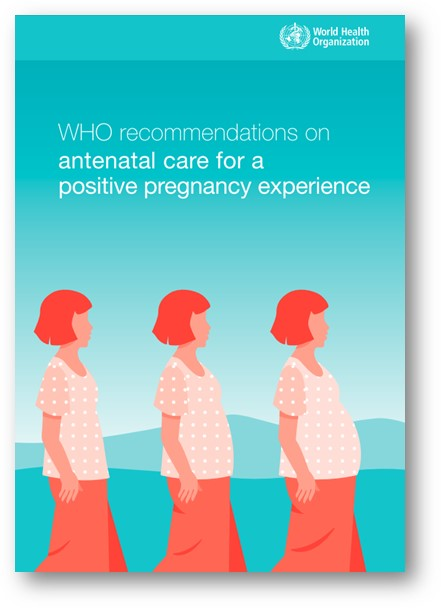 World Health
Organization
WHO recommendations on
antenatal care for a
positive pregnancy experience